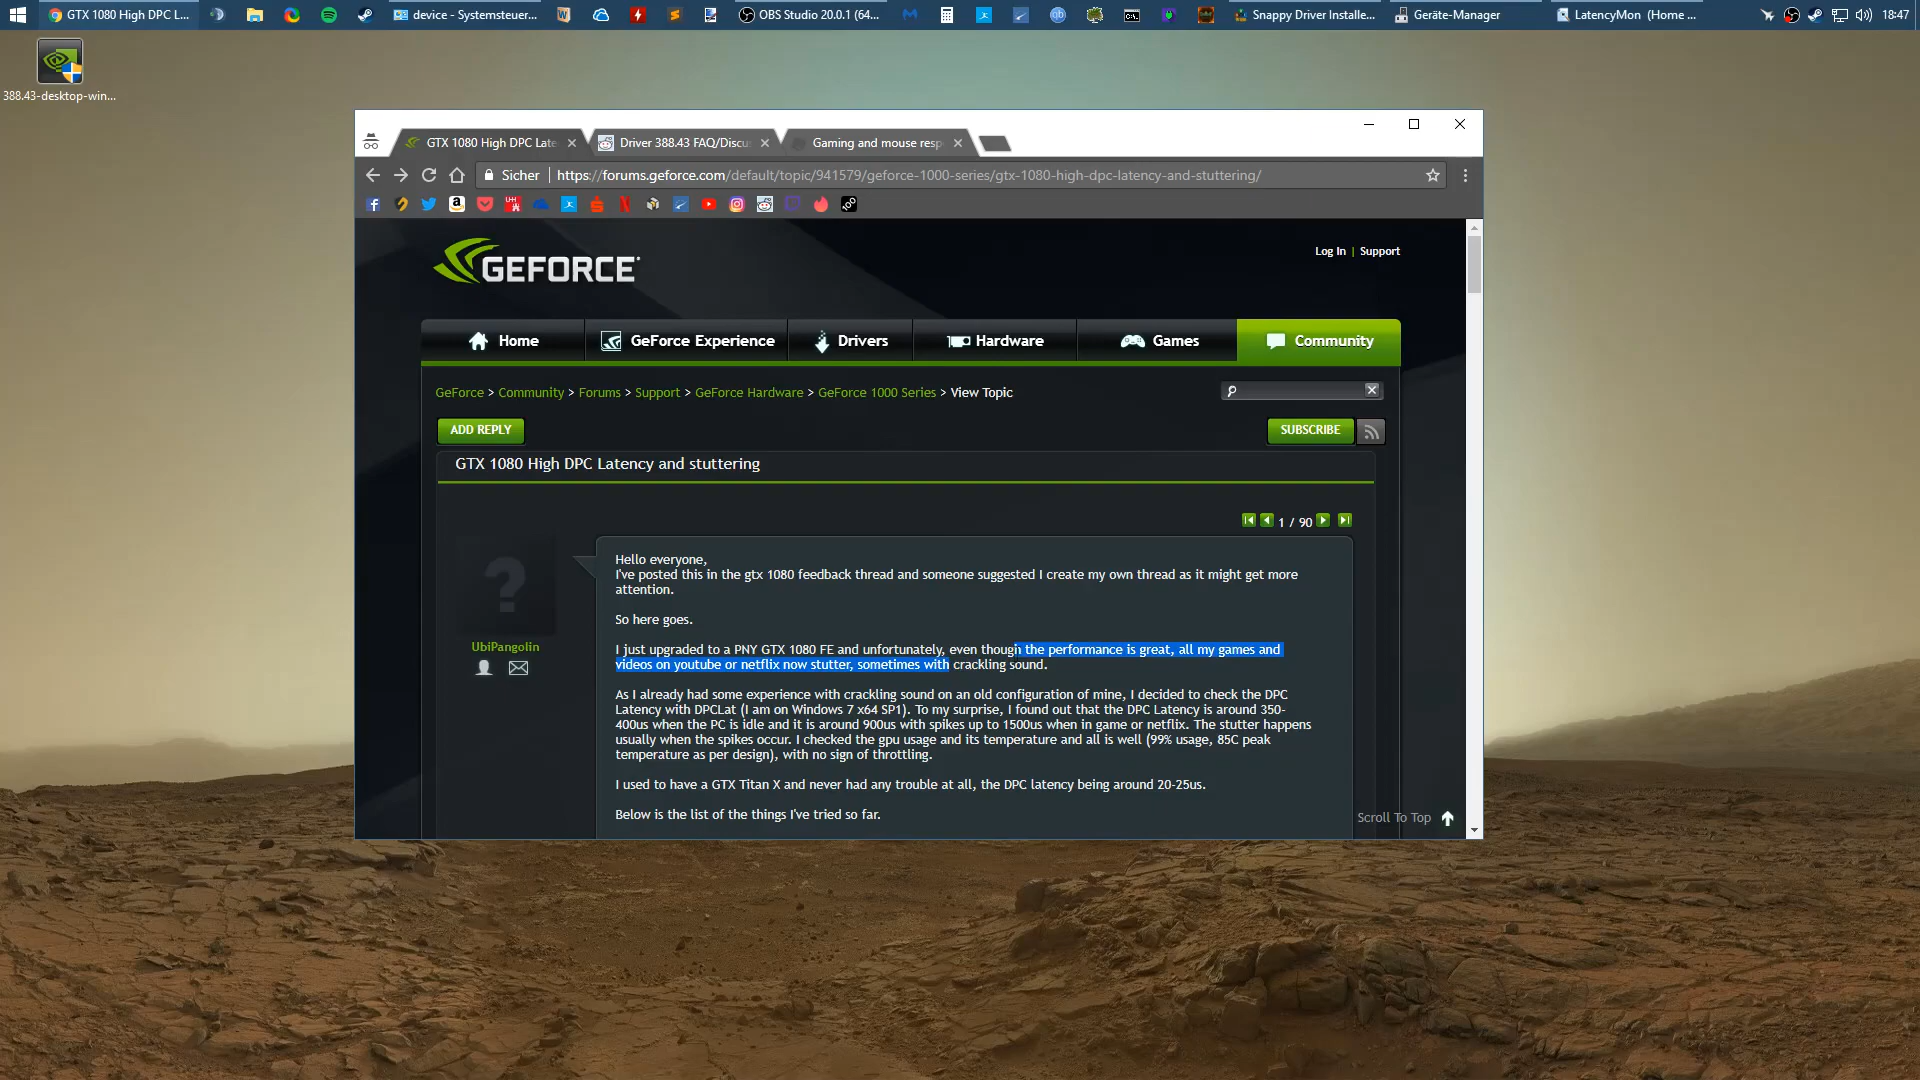 GTX 1080 High DPC L...
device - Systemsteuer...
OBS Studio 20.0.1 (64...
Snappy Driver Installe...
Geräte-Manager
LatencyMon (Home ...
18:47
388.43-desktop-win...
GTX 1080 High DPC Late
Driver 388.43 FAQ/Discu
Gaming and mouse resp
Sicher
https://forums.geforce.com/default/topic/941579/geforce-1000-series/gtx-1080-high-dpc-latency-and-stuttering/
GEFORCE
Log In | Support
Home
GeForce Experience
Drivers
Hardware
Games
Community
GeForce > Community > Forums > Support > GeForce Hardware > GeForce 1000 Series > View Topic
ADD REPLY
SUBSCRIBE
GTX 1080 High DPC Latency and stuttering
1 / 90
UbiPangolin
Hello everyone,
I've posted this in the gtx 1080 feedback thread and someone suggested I create my own thread as it might get more
attention.
So here goes.
I just upgraded to a PNY GTX 1080 FE and unfortunately, even though the performance is great, all my games and
videos on youtube or netflix now stutter, sometimes with crackling sound.
As I already had some experience with crackling sound on an old configuration of mine, I decided to check the DPC
Latency with DPCLat (I am on Windows 7 x64 SP1). To my surprise, I found out that the DPC Latency is around 350-
400us when the PC is idle and it is around 900us with spikes up to 1500us when in game or netflix. The stutter happens
usually when the spikes occur. I checked the gpu usage and its temperature and all is well (99% usage, 85C peak
temperature as per design), with no sign of throttling.
I used to have a GTX Titan X and never had any trouble at all, the DPC latency being around 20-25us.
Below is the list of the things I've tried so far.
Scroll To Top